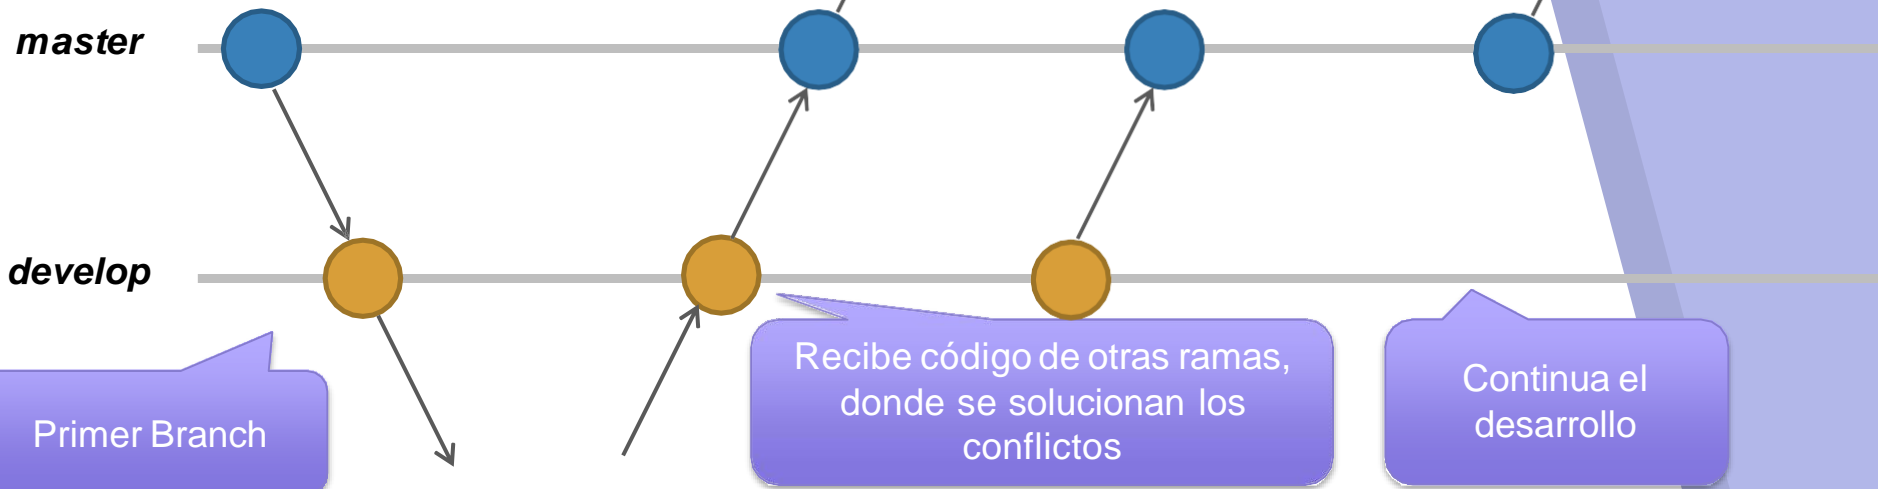 master
develop
Primer Branch
Recibe código de otras ramas,
donde se solucionan los
conflictos
Continua el
desarrollo